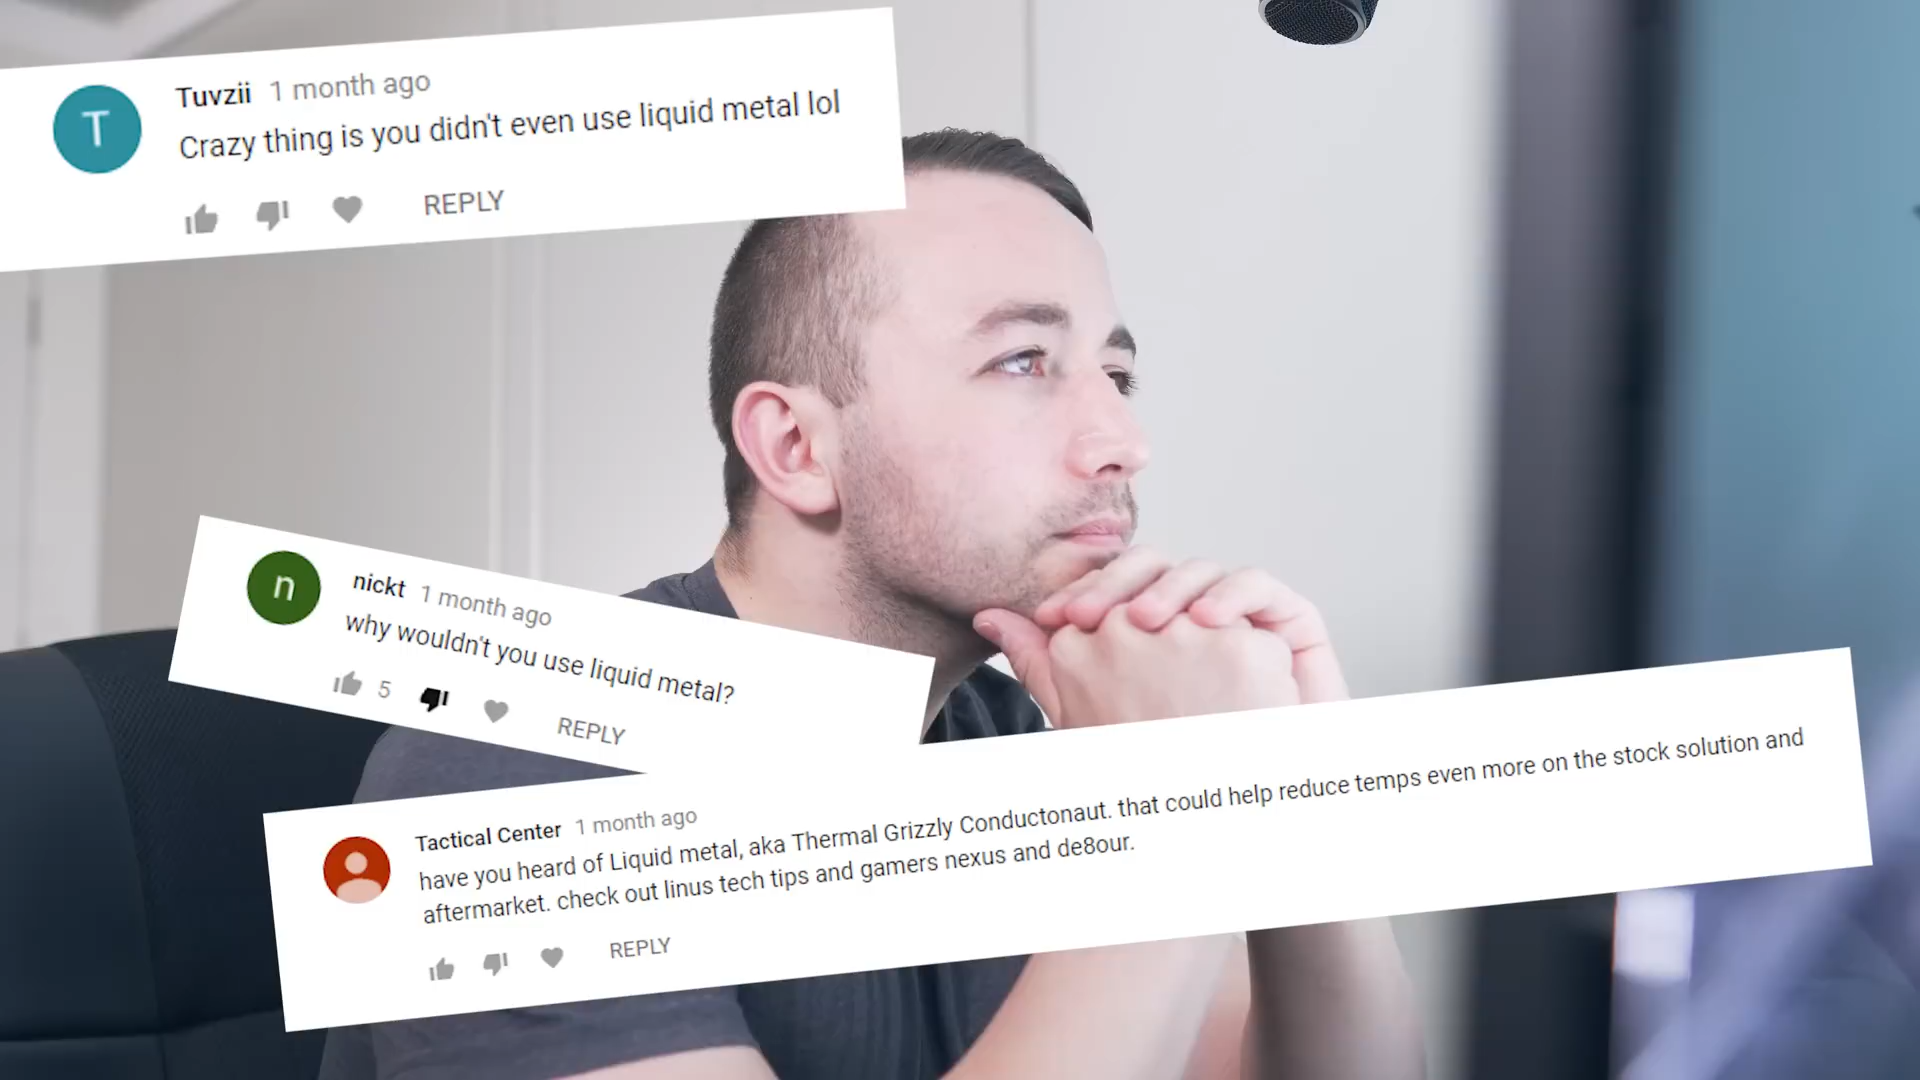 T
Tuvzii 1 month ago
Crazy thing is you didn't even use liquid metal lol
REPLY
n
nickt 1 month ago
why wouldn't you use liquid metal?
5
REPLY
Tactical Center 1 month ago
have you heard of Liquid metal, aka Thermal Grizzly Conductonaut. that could help reduce temps even more on the stock solution and
aftermarket. check out linus tech tips and gamers nexus and de8our.
REPLY